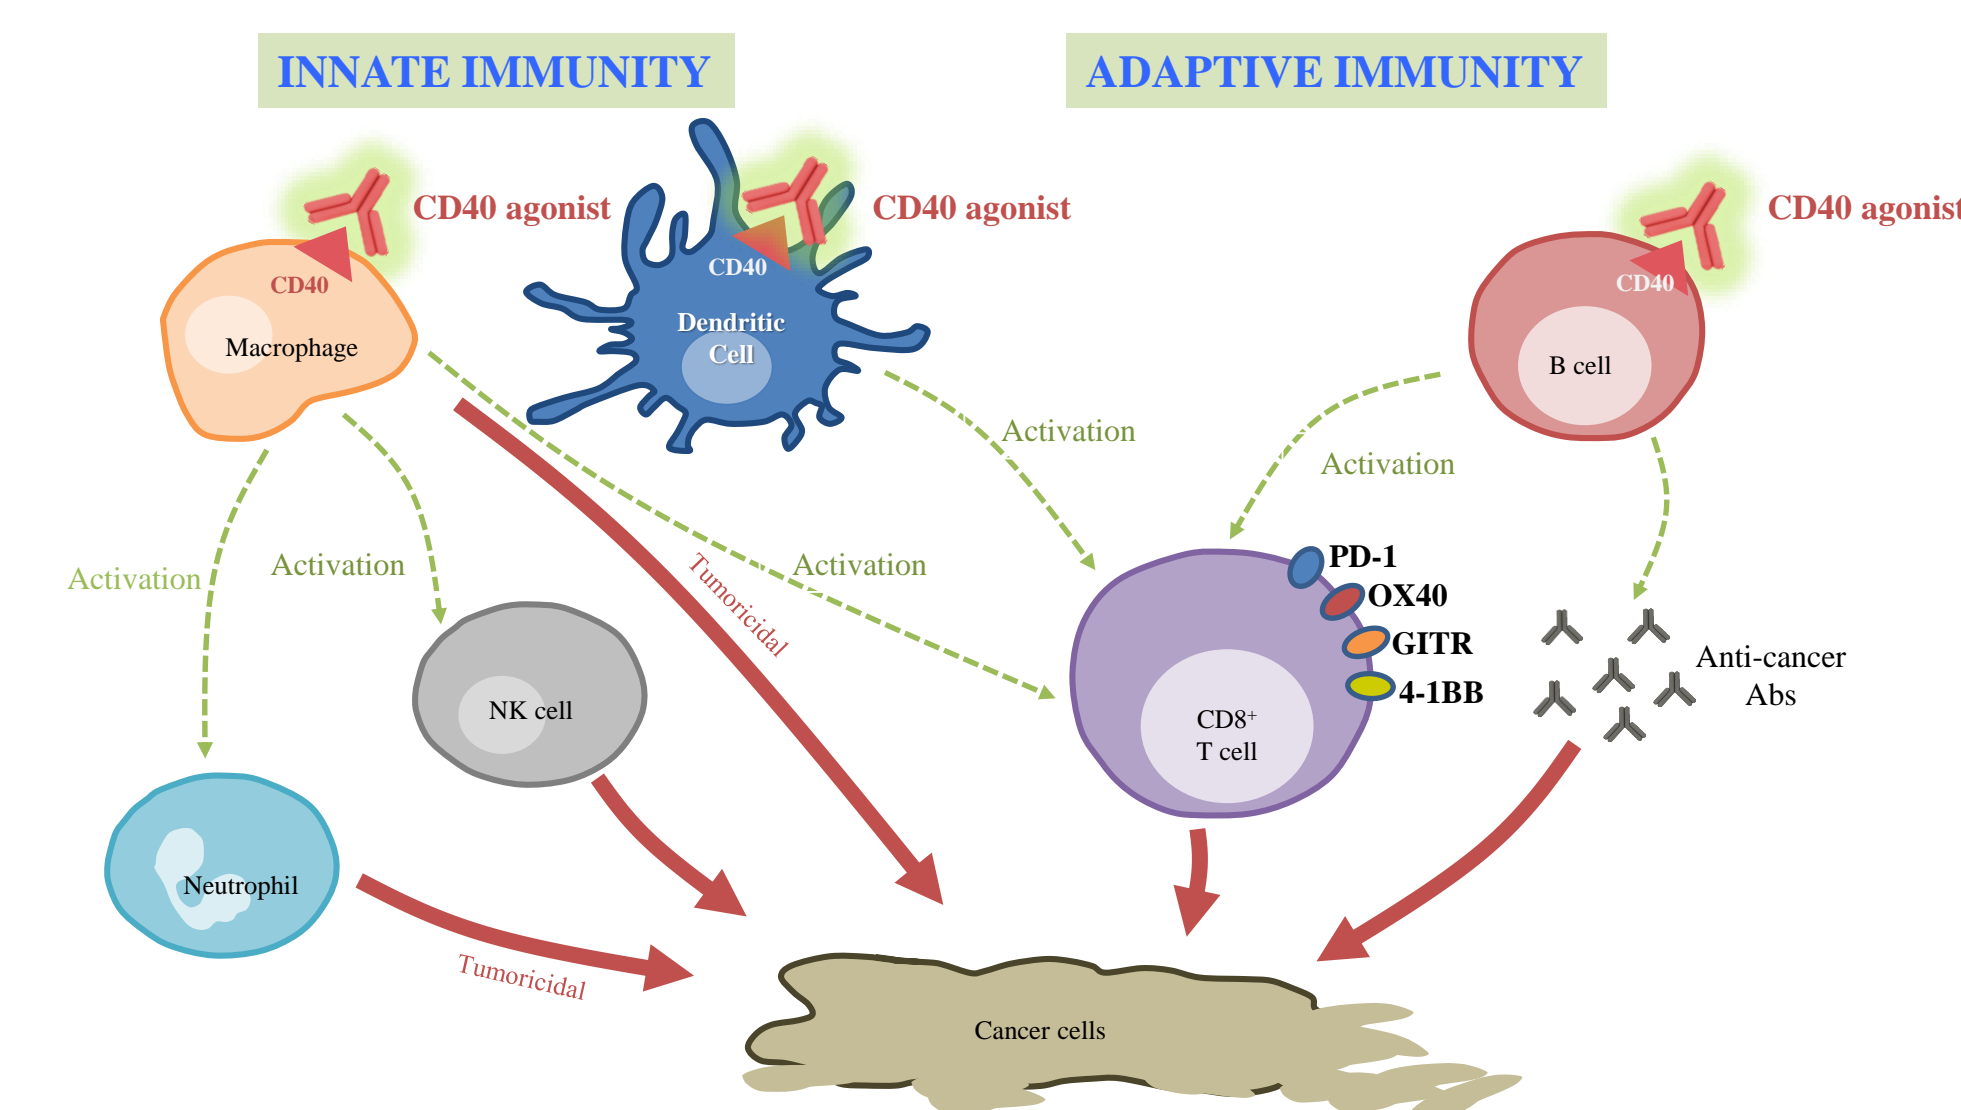 INNATE IMMUNITY
ADAPTIVE IMMUNITY
CD40 agonist
CD40 agonist
CD40 agonist
CD40
CD40
CD40
Dendritic
Cell
Macrophage
B cell
Activation
Activation
Activation
Activation
Activation
Tumoricidal
PD-1
OX40
GITR
4-1BB
Anti-cancer
Abs
NK cell
CD8+
T cell
Neutrophil
Tumoricidal
Cancer cells